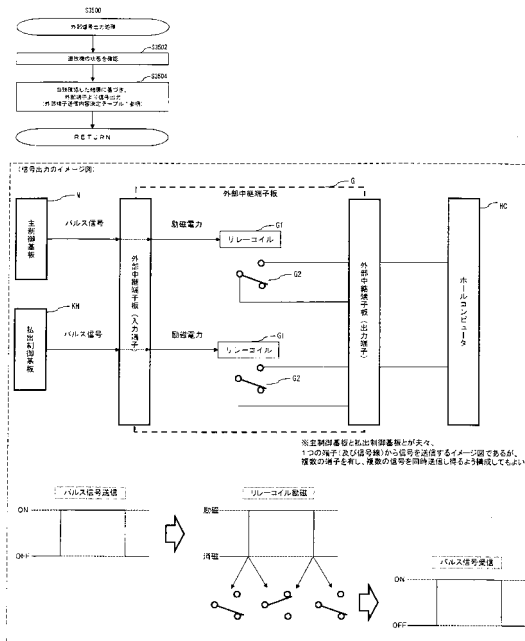 S3500
外部信号出力処理
S3502
遊技機の状態を確認
S3504
当該確認した結果に基づき、
外部端子より信号出力
(外部端子送信内容決定テーブル1参照)
RETURN
(信号出力のイメージ図)
M
主制御基板
パルス信号
外部中継端子板(入力端子)
励磁電力
外部中継端子板
G
G1
リレーコイル
G2
外部中継端子板(出力端子)
HC
ホールコンピュータ
KH
払出制御基板
パルス信号
励磁電力
G1
リレーコイル
G2
※主制御基板と払出制御基板とが夫々、
1つの端子(及び信号線)から信号を送信するイメージ図であるが、
複数の端子を有し、複数の信号を同時送信し得るよう構成してもよい
パルス信号送信
ON
OFF
リレーコイル励磁
励磁
消磁
パルス信号受信
ON
OFF